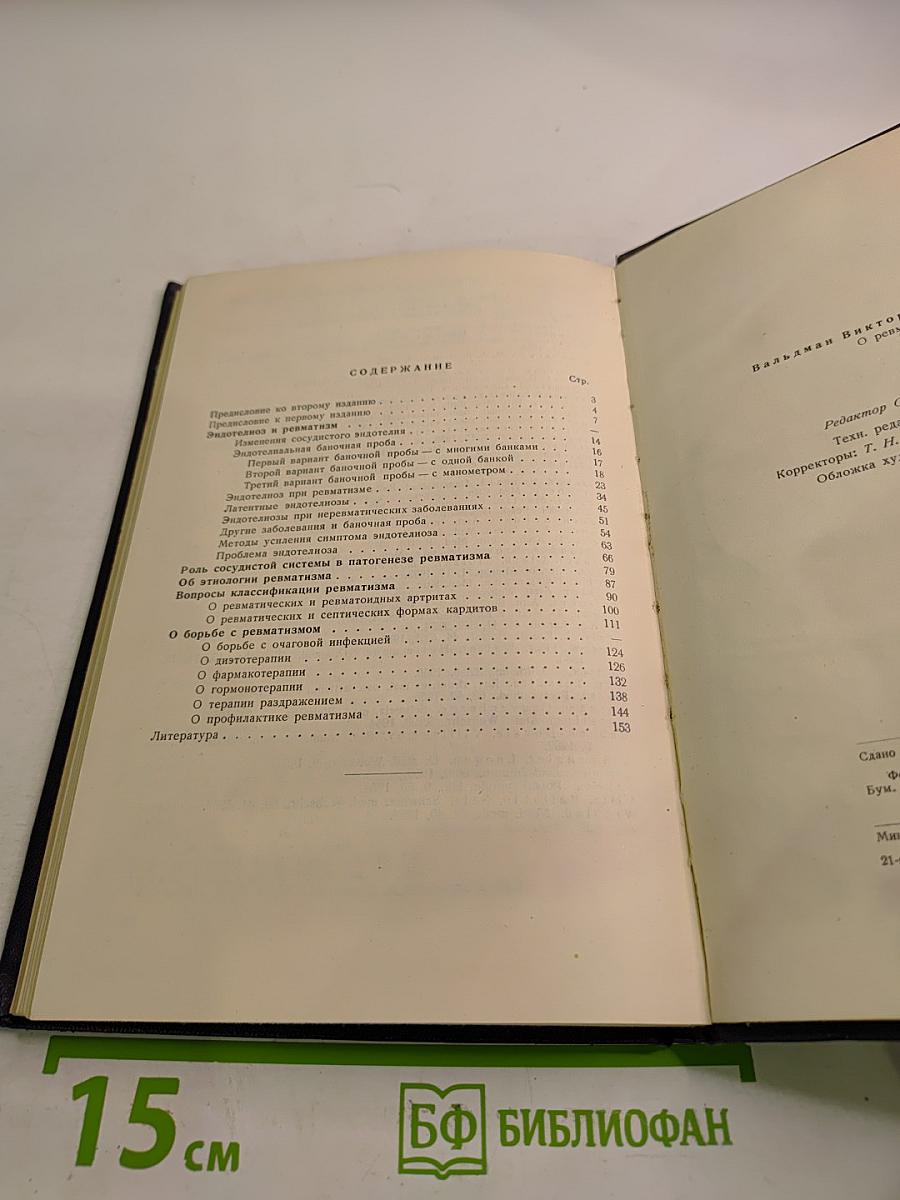 СОДЕРЖАНИЕ
Стр.
Предисловие ко второму изданию . . . 3
Предисловие к первому изданию . . . 4
Эндотелиоз и ревматизм . . . 7
Изменения сосудистого эндотелия . . . —
Эндотелиальная баночная проба . . . 14
Первый вариант баночной пробы — с многими банками . . . 16
Второй вариант баночной пробы — с одной банкой . . . 17
Третий вариант баночной пробы — с манометром . . . 18
Эндотелиоз при ревматизме . . . 23
Латентные эндотелиозы . . . 34
Эндотелиозы при неревматических заболеваниях . . . 45
Другие заболевания и баночная проба . . . 51
Методы усиления симптома эндотелиоза . . . 54
Проблема эндотелиоза . . . 63
Роль сосудистой системы в патогенезе ревматизма . . . 66
Об этиологии ревматизма . . . 79
Вопросы классификации ревматизма . . . 87
О ревматических и ревматоидных артритах . . . 90
О ревматических и септических формах кардитов . . . 100
О борьбе с ревматизмом . . . 111
О борьбе с очаговой инфекцией . . . —
О диэтотерапии . . . 124
О фармакотерапии . . . 126
О гормонотерапии . . . 132
О терапии раздражением . . . 138
О профилактике ревматизма . . . 144
Литература . . . 153
Вальдман Виктор
О ревм
Редактор С
Техн. реда
Корректоры: Т. Н.
Обложка ху
Сдано
Фо
Бум.
Мин
21-
15 см
БФ БИБЛИОФАН